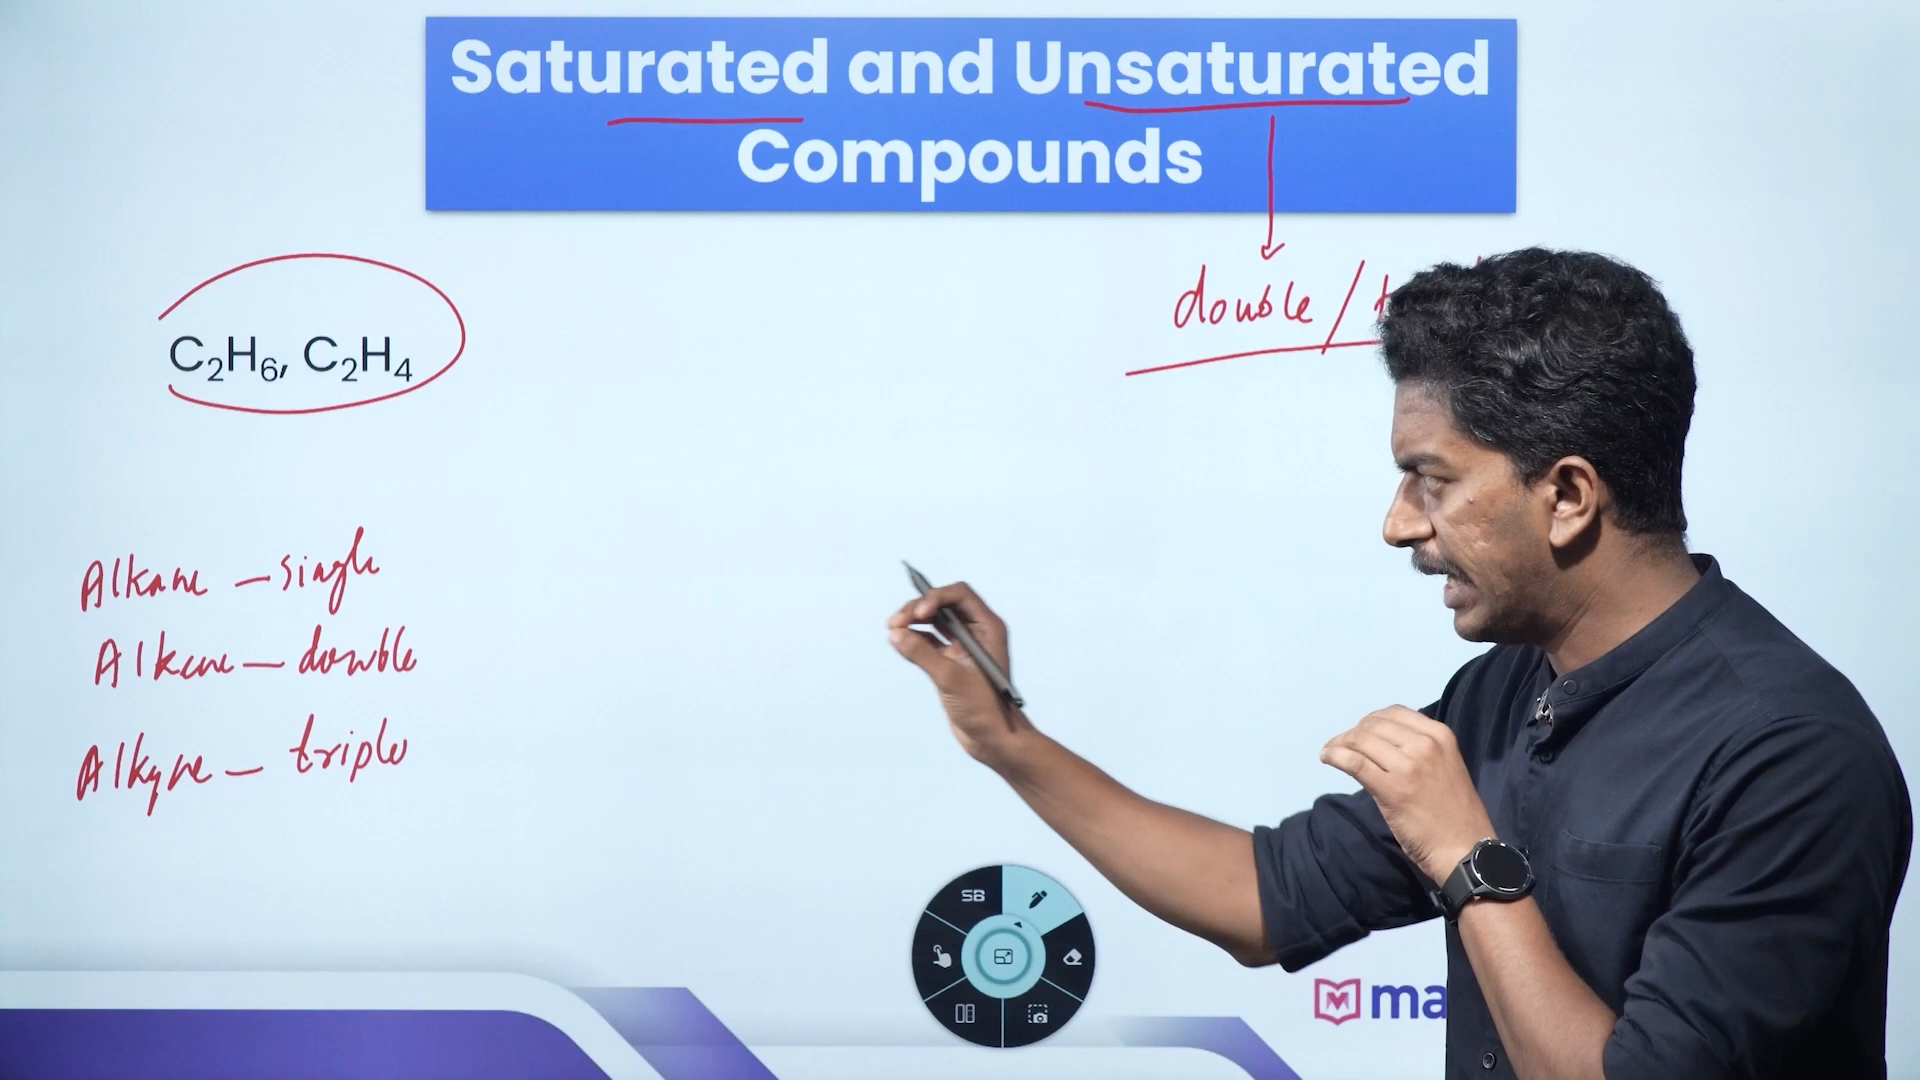 Saturated and Unsaturated
Compounds
double /
C₂H₆, C₂H₄
Alkane – single
Alkene – double
Alkyne – triple
SB
ma